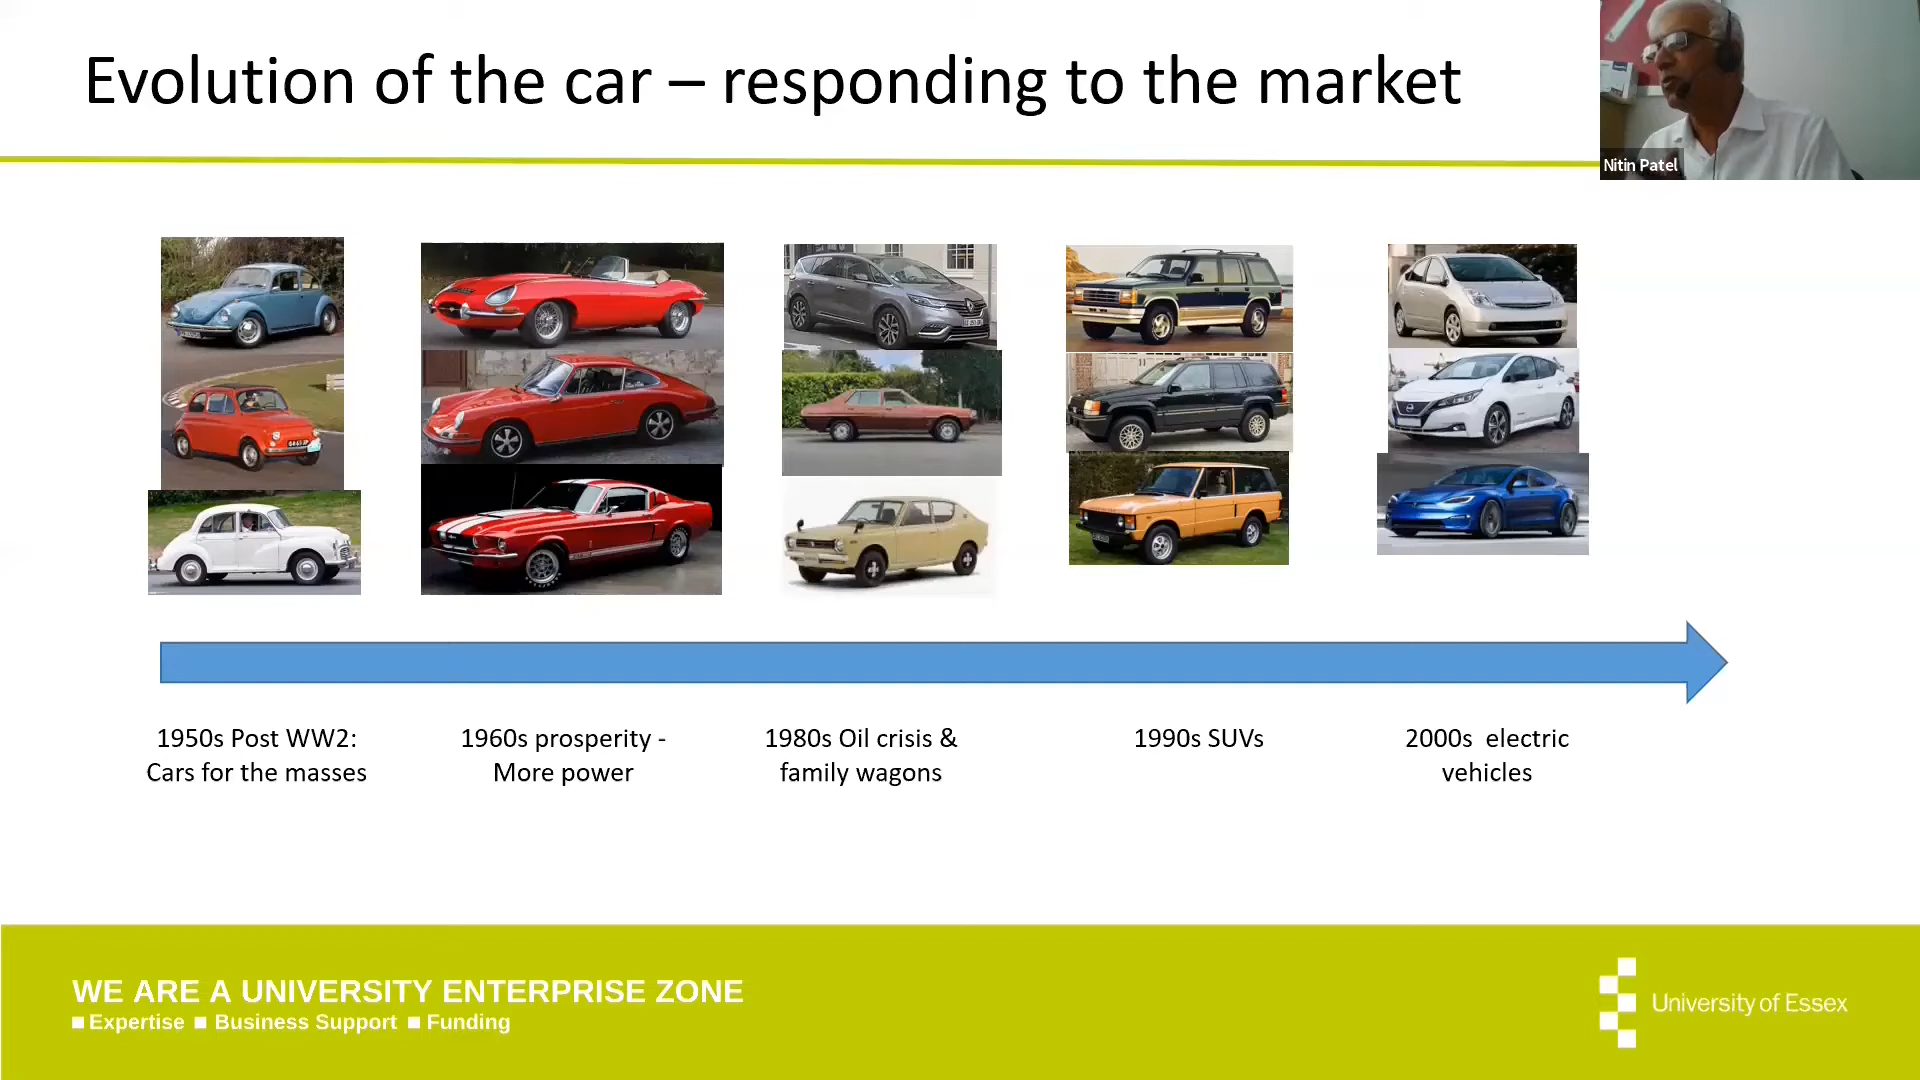 Evolution of the car – responding to the market
Nitin Patel
1950s Post WW2:
Cars for the masses
1960s prosperity -
More power
1980s Oil crisis &
family wagons
1990s SUVs
2000s electric
vehicles
WE ARE A UNIVERSITY ENTERPRISE ZONE
Expertise Business Support Funding
University of Essex